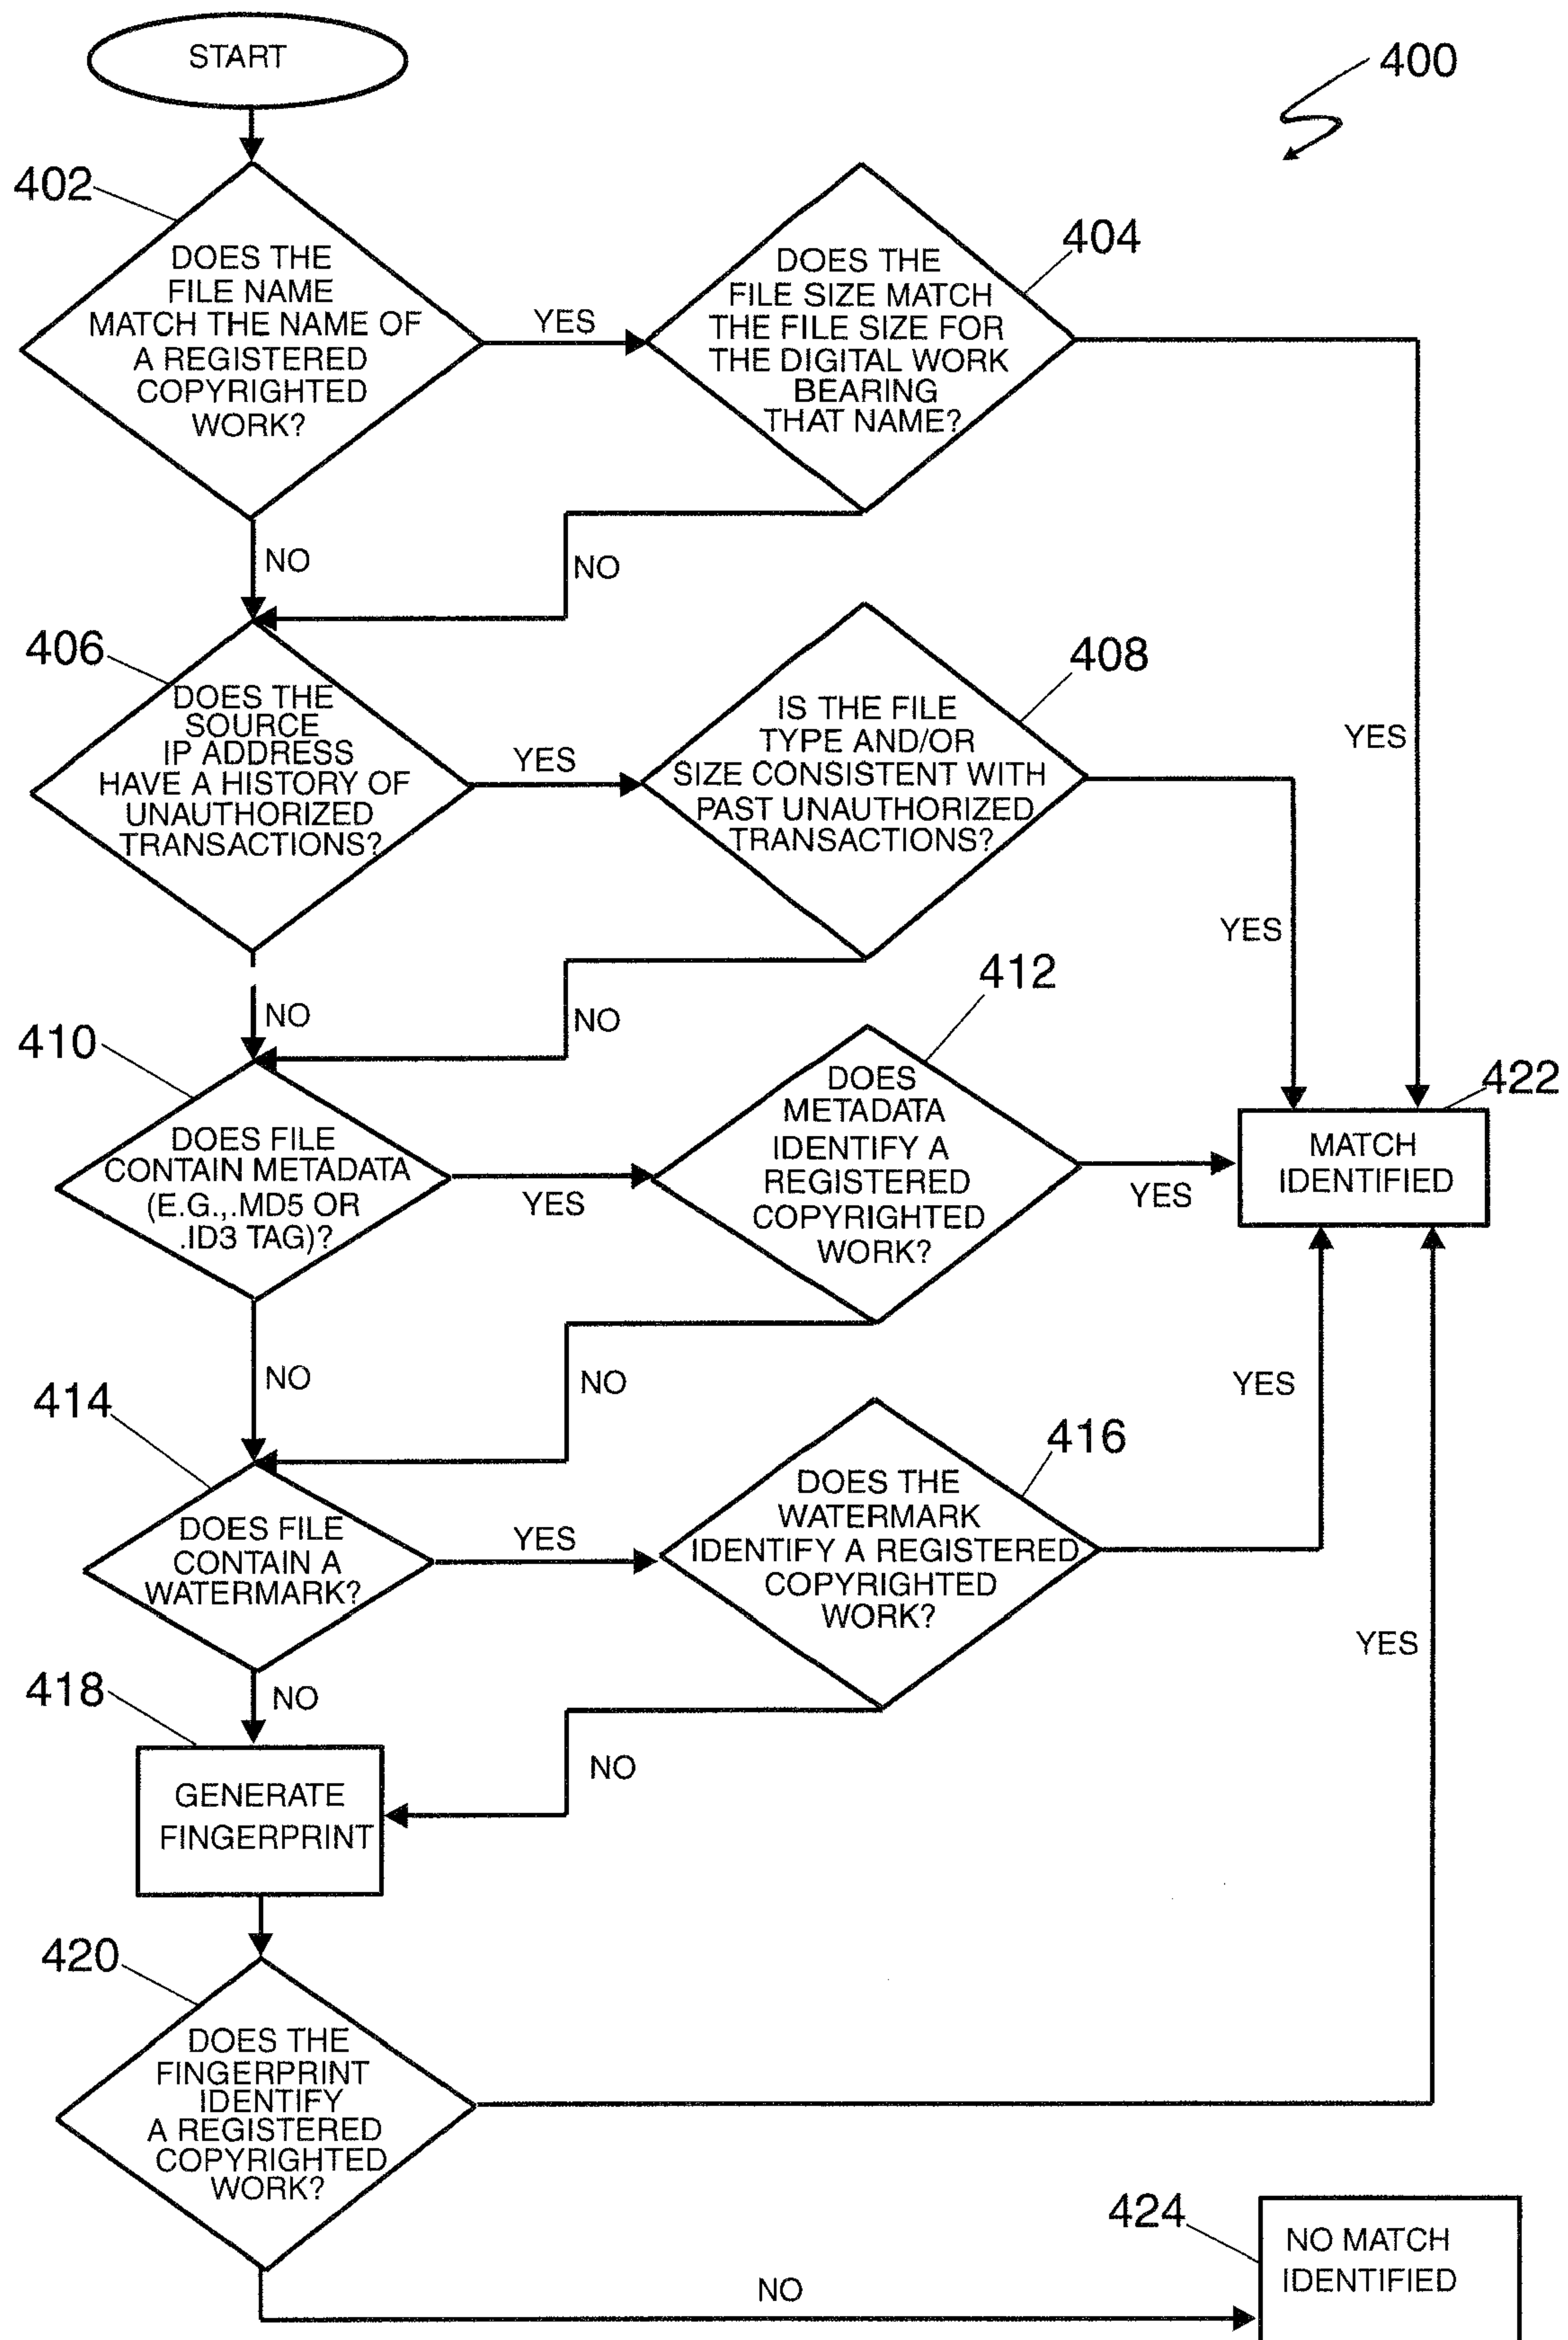 START
400
402
DOES THE
FILE NAME
MATCH THE NAME OF
A REGISTERED
COPYRIGHTED
WORK?
YES
404
DOES THE
FILE SIZE MATCH
THE FILE SIZE FOR
THE DIGITAL WORK
BEARING
THAT NAME?
YES
NO
NO
406
DOES THE
SOURCE
IP ADDRESS
HAVE A HISTORY OF
UNAUTHORIZED
TRANSACTIONS?
YES
408
IS THE FILE
TYPE AND/OR
SIZE CONSISTENT WITH
PAST UNAUTHORIZED
TRANSACTIONS?
YES
NO
NO
410
DOES FILE
CONTAIN METADATA
(E.G.,.MD5 OR
.ID3 TAG)?
YES
412
DOES
METADATA
IDENTIFY A
REGISTERED
COPYRIGHTED
WORK?
YES
422
MATCH
IDENTIFIED
NO
NO
414
DOES FILE
CONTAIN A
WATERMARK?
YES
416
DOES THE
WATERMARK
IDENTIFY A REGISTERED
COPYRIGHTED
WORK?
YES
NO
NO
418
GENERATE
FINGERPRINT
420
DOES THE
FINGERPRINT
IDENTIFY
A REGISTERED
COPYRIGHTED
WORK?
YES
NO
424
NO MATCH
IDENTIFIED